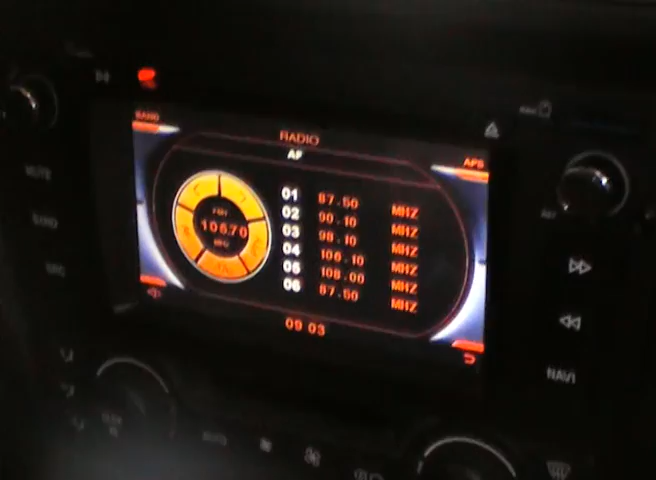 BAND
RADIO
AF
APS
FM1
106.70
MHZ
01 87.50 MHZ
02 90.10 MHZ
03 98.10 MHZ
04 106.10 MHZ
05 108.00 MHZ
06 87.50 MHZ
09 03
MUTE
NAVI